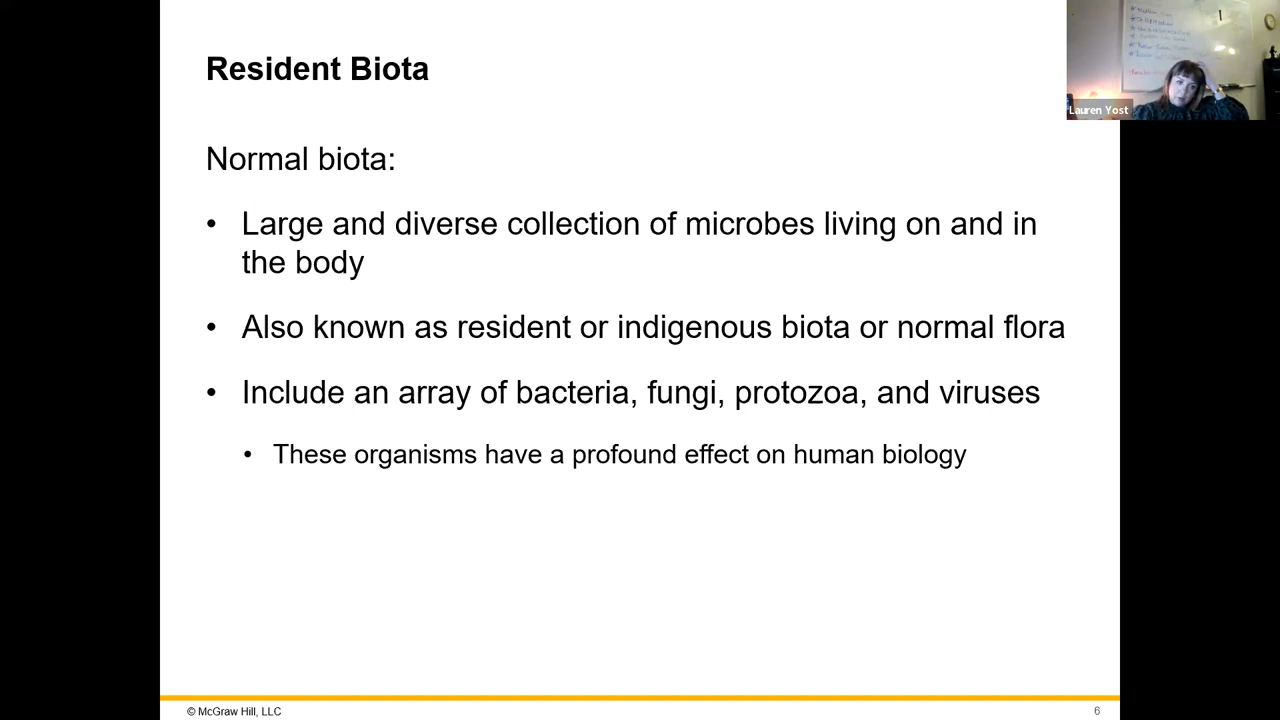 Resident Biota
Lauren Yost
Normal biota:
• Large and diverse collection of microbes living on and in
the body
• Also known as resident or indigenous biota or normal flora
• Include an array of bacteria, fungi, protozoa, and viruses
• These organisms have a profound effect on human biology
© McGraw Hill, LLC
6